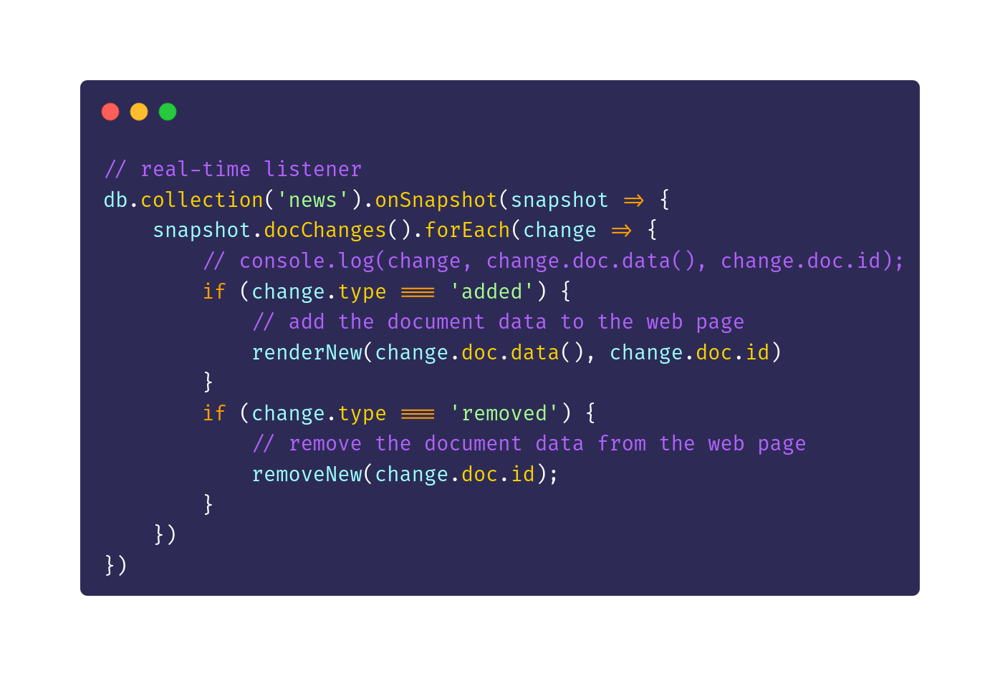 // real-time listener
db.collection('news').onSnapshot(snapshot => {
    snapshot.docChanges().forEach(change => {
        // console.log(change, change.doc.data(), change.doc.id);
        if (change.type === 'added') {
            // add the document data to the web page
            renderNew(change.doc.data(), change.doc.id)
        }
        if (change.type === 'removed') {
            // remove the document data from the web page
            removeNew(change.doc.id);
        }
    })
})